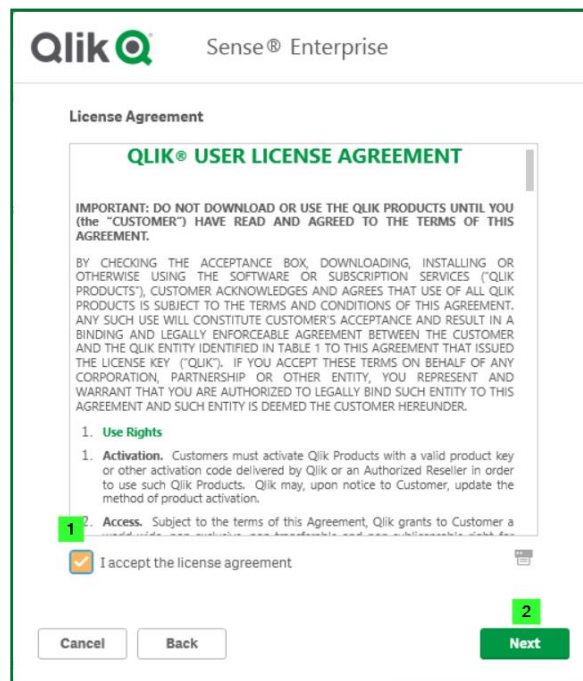 Qlik Sense® Enterprise
License Agreement
QLIK® USER LICENSE AGREEMENT
IMPORTANT: DO NOT DOWNLOAD OR USE THE QLIK PRODUCTS UNTIL YOU
(the "CUSTOMER") HAVE READ AND AGREED TO THE TERMS OF THIS
AGREEMENT.
BY CHECKING THE ACCEPTANCE BOX, DOWNLOADING, INSTALLING OR
OTHERWISE USING THE SOFTWARE OR SUBSCRIPTION SERVICES ("QLIK
PRODUCTS"), CUSTOMER ACKNOWLEDGES AND AGREES THAT USE OF ALL QLIK
PRODUCTS IS SUBJECT TO THE TERMS AND CONDITIONS OF THIS AGREEMENT.
ANY SUCH USE WILL CONSTITUTE CUSTOMER'S ACCEPTANCE AND RESULT IN A
BINDING AND LEGALLY ENFORCEABLE AGREEMENT BETWEEN THE CUSTOMER
AND THE QLIK ENTITY IDENTIFIED IN TABLE 1 TO THIS AGREEMENT THAT ISSUED
THE LICENSE KEY ("QLIK"). IF YOU ACCEPT THESE TERMS ON BEHALF OF ANY
CORPORATION, PARTNERSHIP OR OTHER ENTITY, YOU REPRESENT AND
WARRANT THAT YOU ARE AUTHORIZED TO LEGALLY BIND SUCH ENTITY TO THIS
AGREEMENT AND SUCH ENTITY IS DEEMED THE CUSTOMER HEREUNDER.
1. Use Rights
1. Activation. Customers must activate Qlik Products with a valid product key
or other activation code delivered by Qlik or an Authorized Reseller in order
to use such Qlik Products. Qlik may, upon notice to Customer, update the
method of product activation.
2. Access. Subject to the terms of this Agreement, Qlik grants to Customer a
1
I accept the license agreement
2
Cancel Back Next